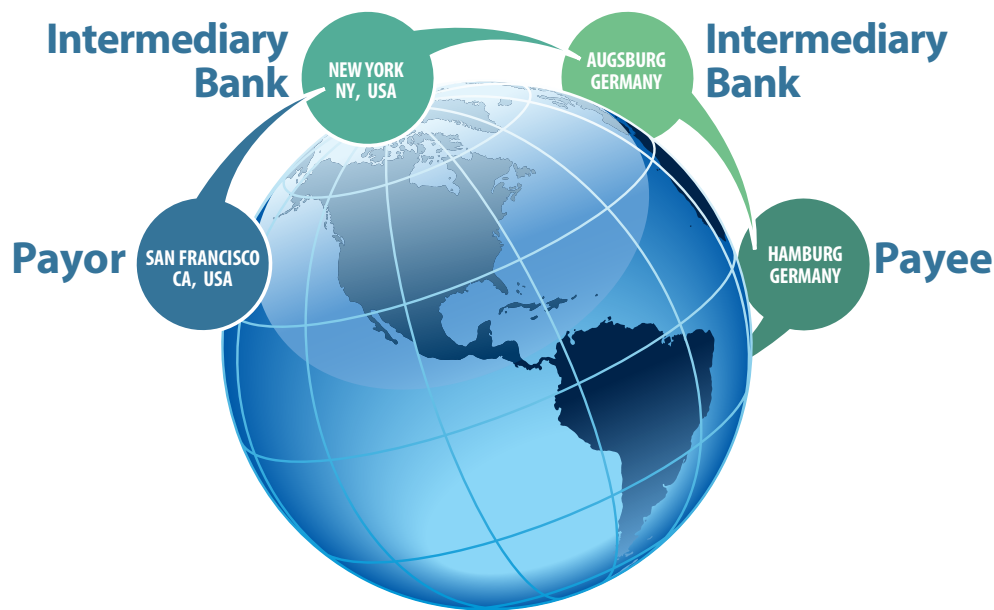 Intermediary
Bank
NEW YORK
NY, USA
AUGSBURG
GERMANY
Intermediary
Bank
Payor
SAN FRANCISCO
CA, USA
HAMBURG
GERMANY
Payee